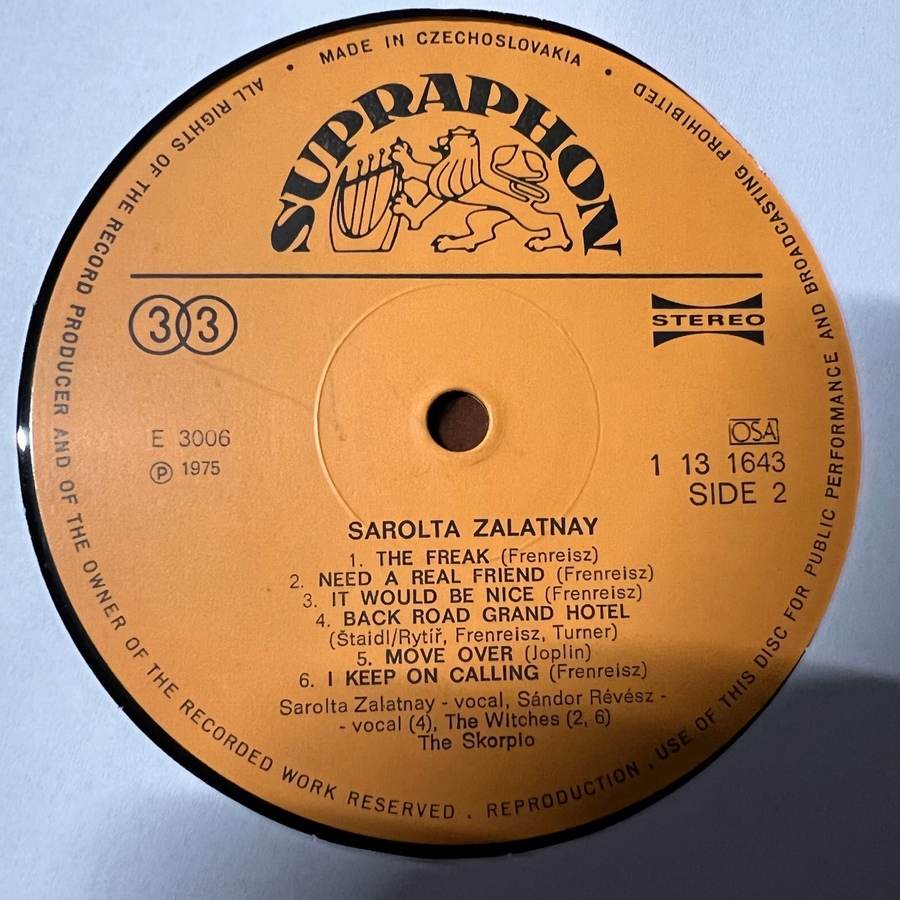 ALL RIGHTS OF THE RECORD PRODUCER AND OF THE OWNER OF THE RECORDED WORK RESERVED . REPRODUCTION , USE OF THIS DISC FOR PUBLIC PERFORMANCE AND BROADCASTING PROHIBITED
• MADE IN CZECHOSLOVAKIA •
SUPRAPHON
33
STEREO
E 3006
Ⓟ 1975
OSA
1 13 1643
SIDE 2
SAROLTA ZALATNAY
1. THE FREAK (Frenreisz)
2. NEED A REAL FRIEND (Frenreisz)
3. IT WOULD BE NICE (Frenreisz)
4. BACK ROAD GRAND HOTEL
(Štaidl/Rytíř, Frenreisz, Turner)
5. MOVE OVER (Joplin)
6. I KEEP ON CALLING (Frenreisz)
Sarolta Zalatnay - vocal, Sándor Révész -
- vocal (4), The Witches (2, 6)
The Skorpio